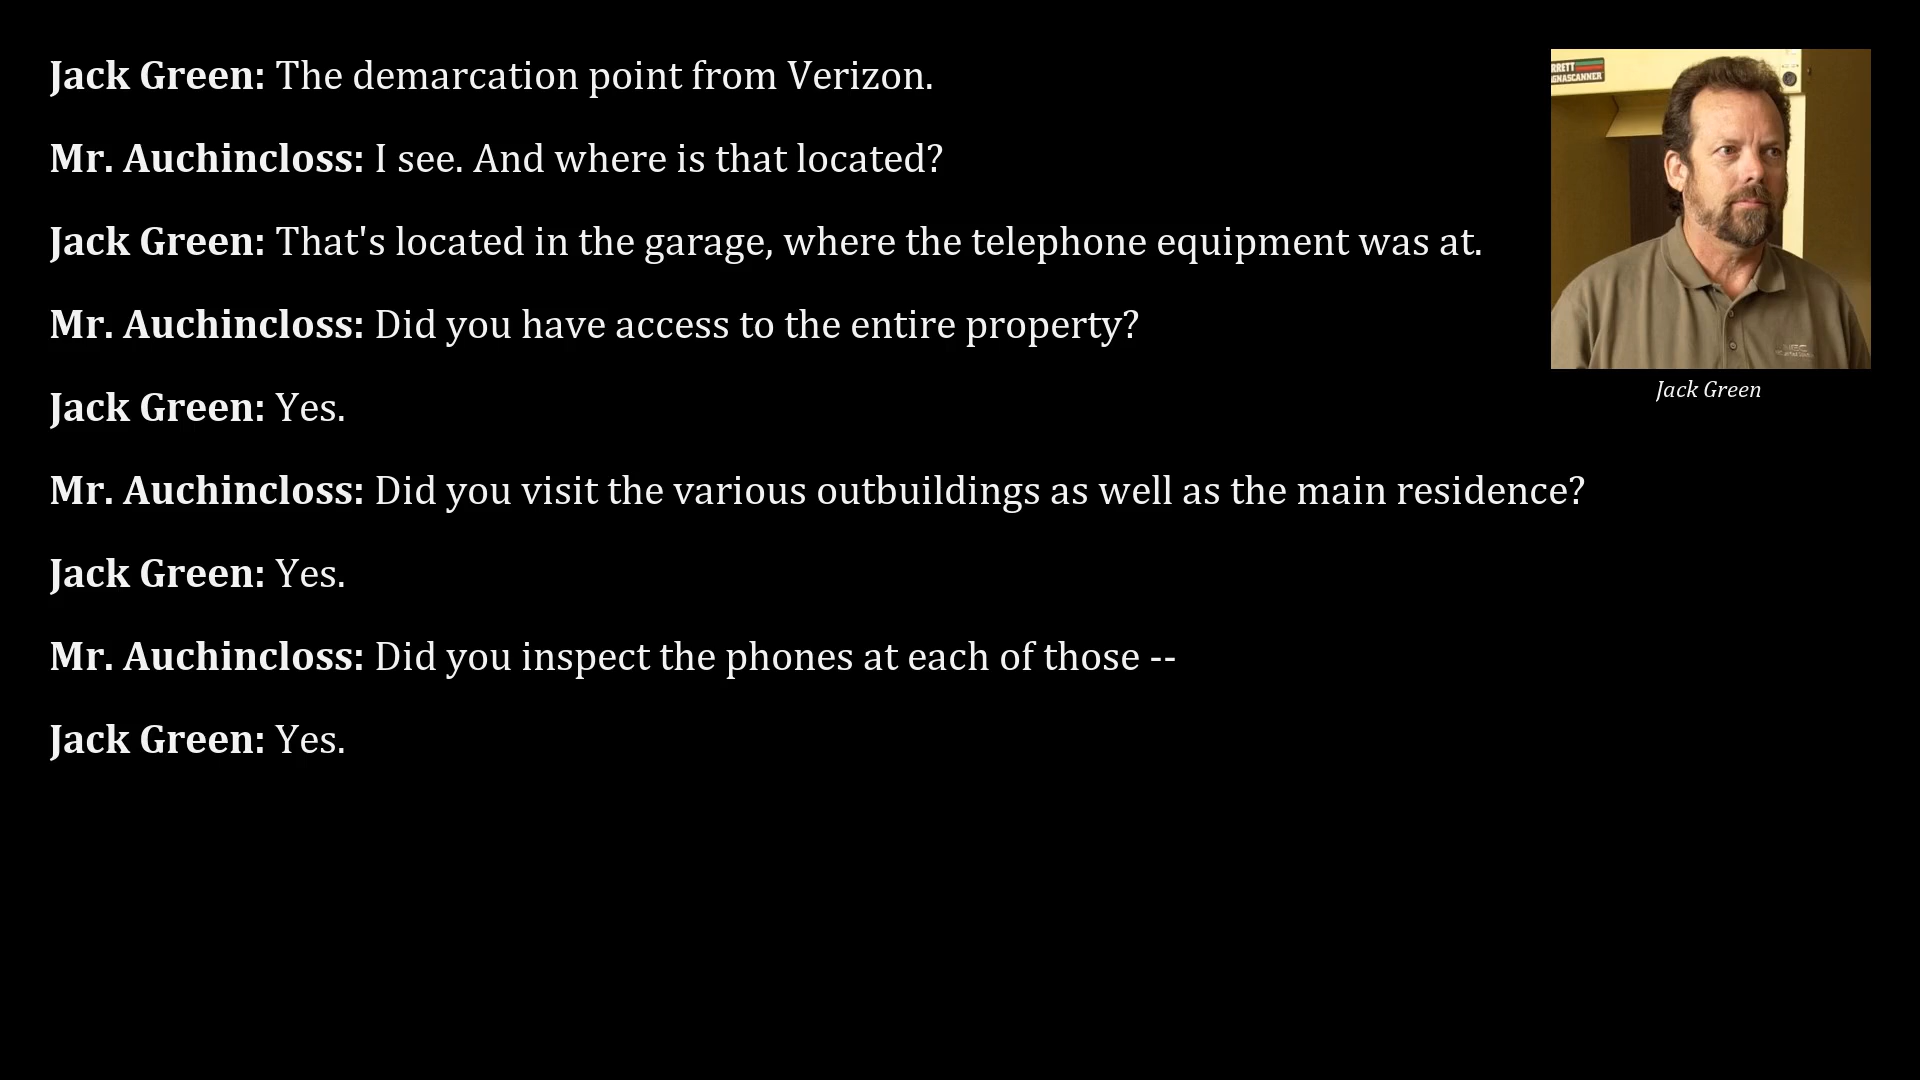 Jack Green: The demarcation point from Verizon.
Mr. Auchincloss: I see. And where is that located?
Jack Green: That's located in the garage, where the telephone equipment was at.
Mr. Auchincloss: Did you have access to the entire property?
Jack Green: Yes.
Mr. Auchincloss: Did you visit the various outbuildings as well as the main residence?
Jack Green: Yes.
Mr. Auchincloss: Did you inspect the phones at each of those --
Jack Green: Yes.
RRETT
GNASCANNER
Jack Green